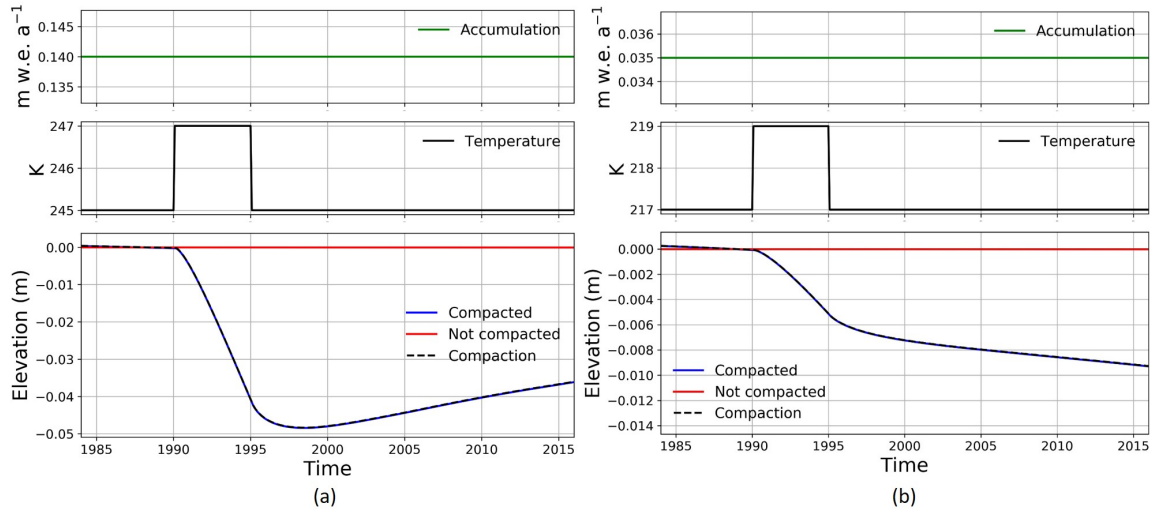 m w.e. a⁻¹
0.145
0.140
0.135
Accumulation
K
247
246
245
Temperature
Elevation (m)
0.00
−0.01
−0.02
−0.03
−0.04
−0.05
Compacted
Not compacted
Compaction
1985 1990 1995 2000 2005 2010 2015
Time
(a)
m w.e. a⁻¹
0.036
0.035
0.034
Accumulation
K
219
218
217
Temperature
Elevation (m)
0.000
−0.002
−0.004
−0.006
−0.008
−0.010
−0.012
−0.014
Compacted
Not compacted
Compaction
1985 1990 1995 2000 2005 2010 2015
Time
(b)